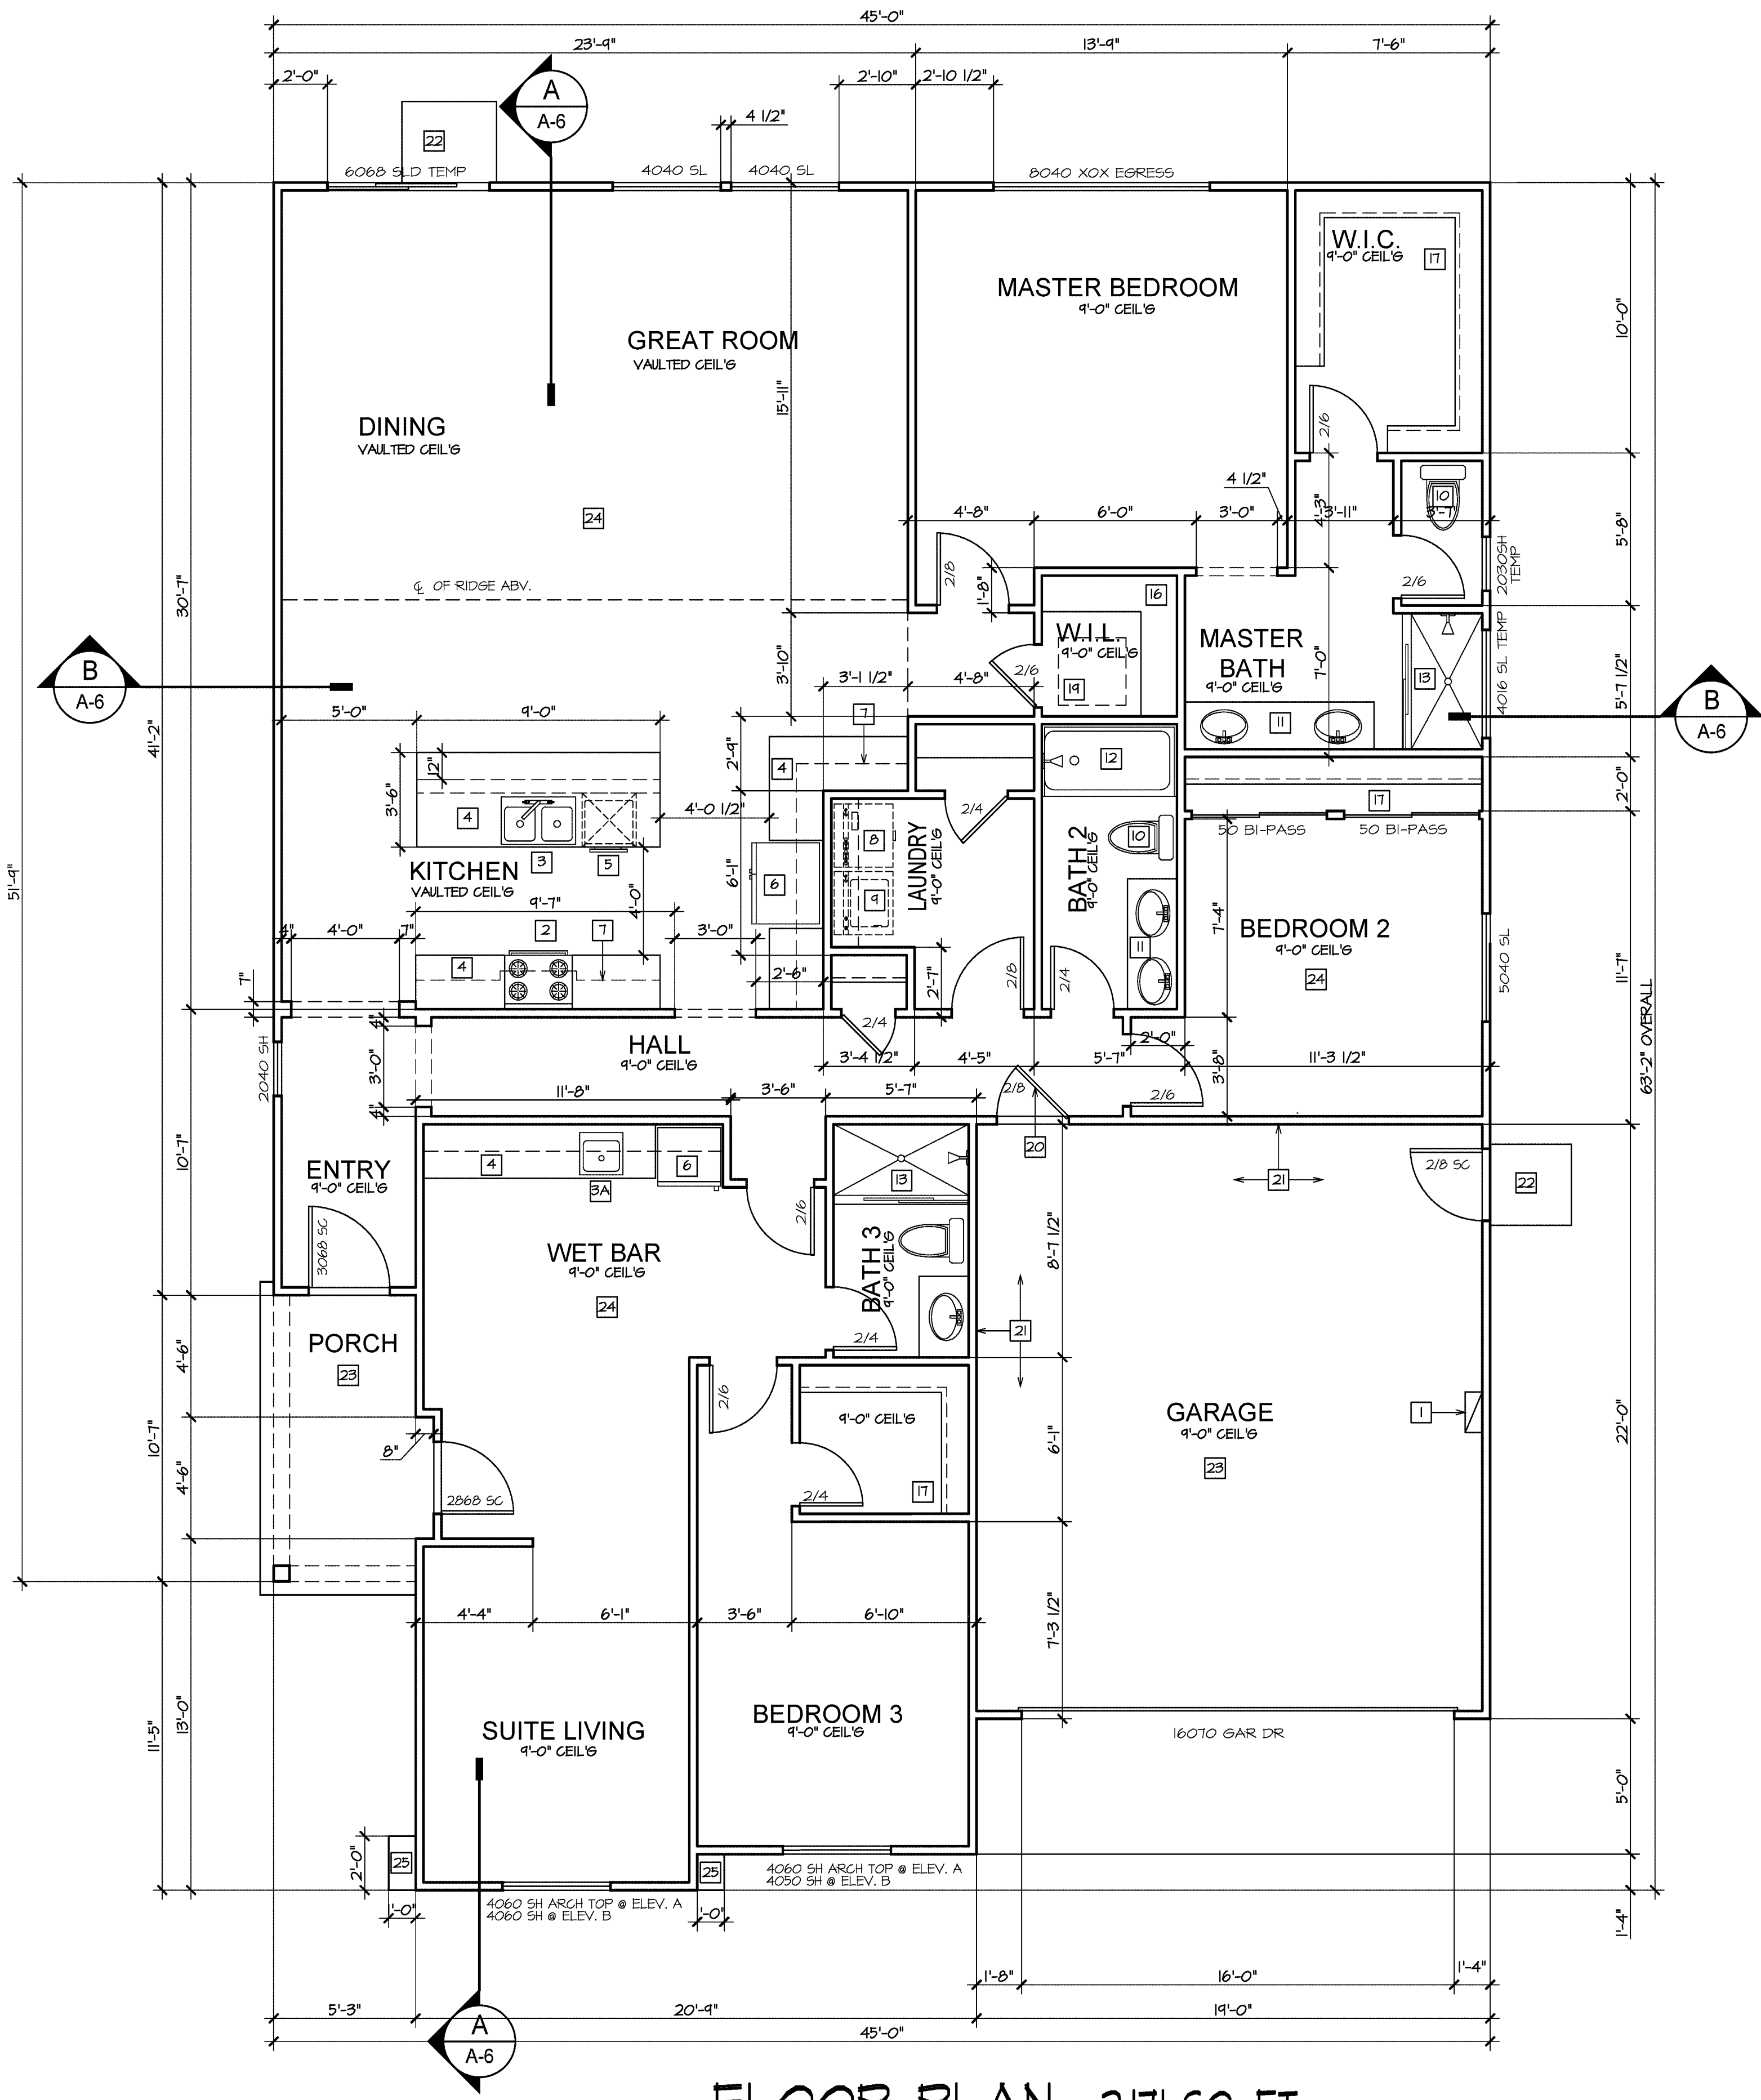 45'-0"
23'-9"
13'-9"
7'-6"
2'-0"
2'-10"
2'-10 1/2"
4 1/2"
A
A-6
22
6068 SLD TEMP
4040 SL
4040 SL
8040 XOX EGRESS
W.I.C.
9'-0" CEIL'G
17
MASTER BEDROOM
9'-0" CEIL'G
GREAT ROOM
VAULTED CEIL'G
15'-11"
10'-0"
DINING
VAULTED CEIL'G
2/6
24
4 1/2"
4'-8"
6'-0"
3'-0"
4'-3"
3'-11"
3'-7"
10
5'-8"
2030SH
TEMP
℄ OF RIDGE ABV.
30'-7"
2/8
1'-8"
16
2/6
W.I.L.
9'-0" CEIL'G
19
2/6
MASTER
BATH
9'-0" CEIL'G
7'-0"
13
4016 SL TEMP
5'-7 1/2"
B
A-6
B
A-6
3'-10"
3'-1 1/2"
4'-8"
5'-0"
9'-0"
7
11
41'-2"
12"
3'-6"
2'-9"
4
12
2'-0"
17
4
4'-0 1/2"
2/4
50 BI-PASS
50 BI-PASS
3
5
8
10
KITCHEN
VAULTED CEIL'G
51'-9"
6'-1"
6
9
LAUNDRY
9'-0" CEIL'G
BATH 2
9'-0" CEIL'G
9'-7"
4'-0"
7'-4"
BEDROOM 2
9'-0" CEIL'G
24
4"
4'-0"
7"
2
7
3'-0"
11
5040 SL
11'-7"
4
2'-6"
2'-7"
2/8
2/4
7"
63'-2" OVERALL
4"
2/4
HALL
9'-0" CEIL'G
2'-0"
3'-4 1/2"
4'-5"
5'-7"
11'-3 1/2"
3'-8"
2040 SH
3'-0"
4"
11'-8"
3'-6"
5'-7"
2/8
2/6
20
10'-7"
ENTRY
9'-0" CEIL'G
4
3A
6
13
21
2/8 SC
22
3068 SC
2/6
WET BAR
9'-0" CEIL'G
24
BATH 3
9'-0" CEIL'G
8'-7 1/2"
PORCH
23
4'-6"
21
2/4
2/6
9'-0" CEIL'G
GARAGE
9'-0" CEIL'G
23
1
22'-0"
10'-7"
8"
4'-6"
6'-1"
2868 SC
2/4
17
4'-4"
6'-1"
3'-6"
6'-10"
7'-3 1/2"
13'-0"
11'-5"
SUITE LIVING
9'-0" CEIL'G
BEDROOM 3
9'-0" CEIL'G
16070 GAR DR
5'-0"
2'-0"
25
25
4060 SH ARCH TOP @ ELEV. A
4050 SH @ ELEV. B
4060 SH ARCH TOP @ ELEV. A
4060 SH @ ELEV. B
'-0"
'-0"
1'-4"
1'-8"
16'-0"
1'-4"
5'-3"
20'-9"
19'-0"
A
A-6
45'-0"
FLOOR PLAN